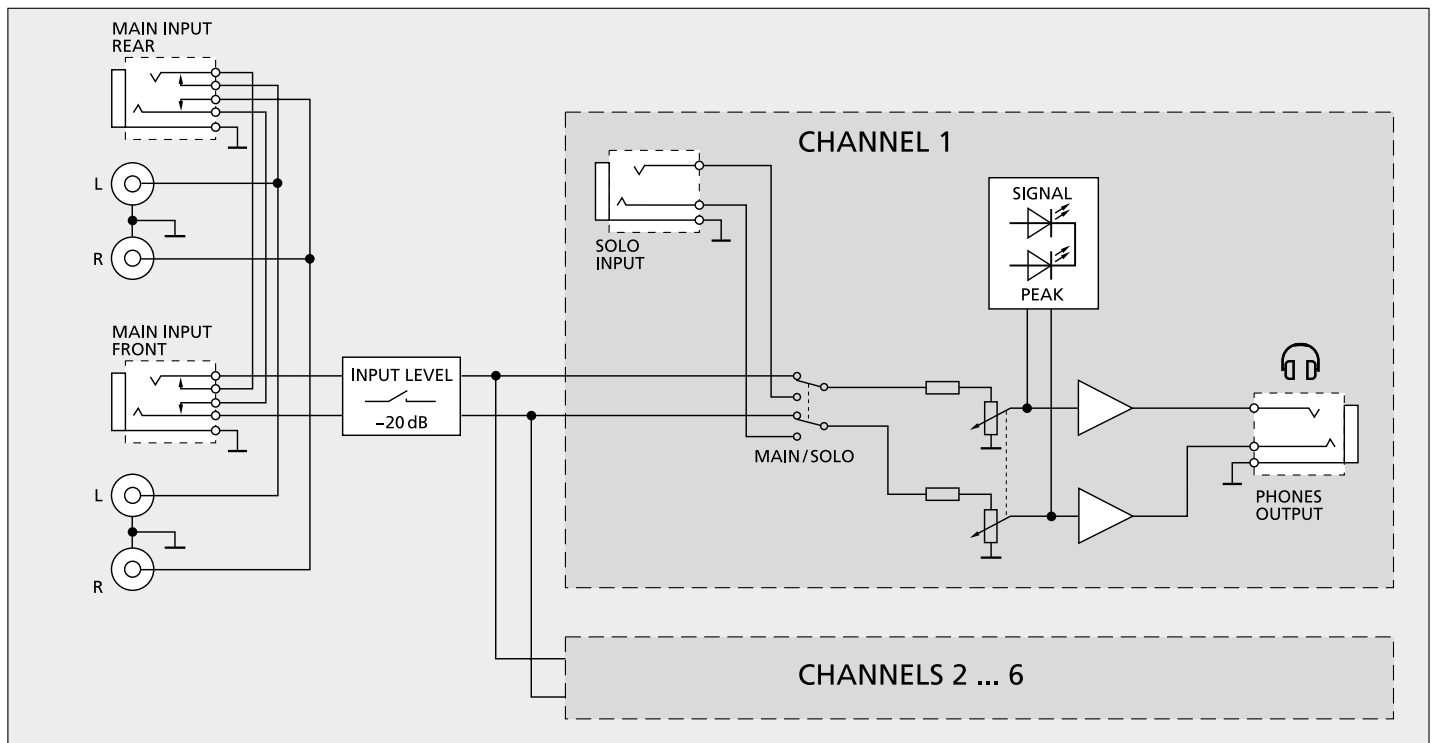 MAIN INPUT
REAR
L
R
MAIN INPUT
FRONT
L
R
INPUT LEVEL
−20 dB
CHANNEL 1
SOLO
INPUT
SIGNAL
PEAK
MAIN/SOLO
PHONES
OUTPUT
CHANNELS 2 ... 6